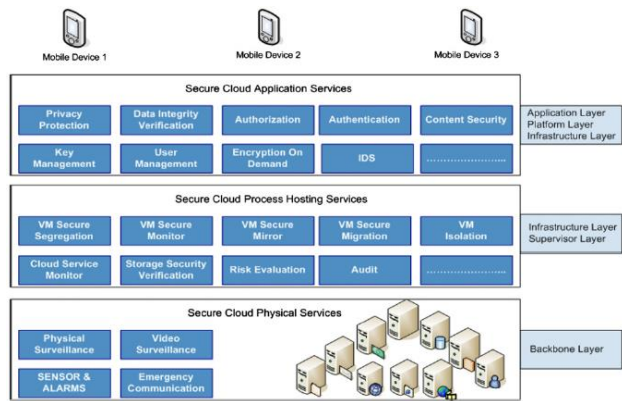 Mobile Device 1
Mobile Device 2
Mobile Device 3
Secure Cloud Application Services
Privacy
Protection
Data Integrity
Verification
Authorization
Authentication
Content Security
Key
Management
User
Management
Encryption On
Demand
IDS
……………………...
Application Layer
Platform Layer
Infrastructure Layer
Secure Cloud Process Hosting Services
VM Secure
Segregation
VM Secure
Monitor
VM Secure
Mirror
VM Secure
Migration
VM
Isolation
Cloud Service
Monitor
Storage Security
Verification
Risk Evaluation
Audit
……………………...
Infrastructure Layer
Supervisor Layer
Secure Cloud Physical Services
Physical
Surveillance
Video
Surveillance
SENSOR &
ALARMS
Emergency
Communication
Backbone Layer